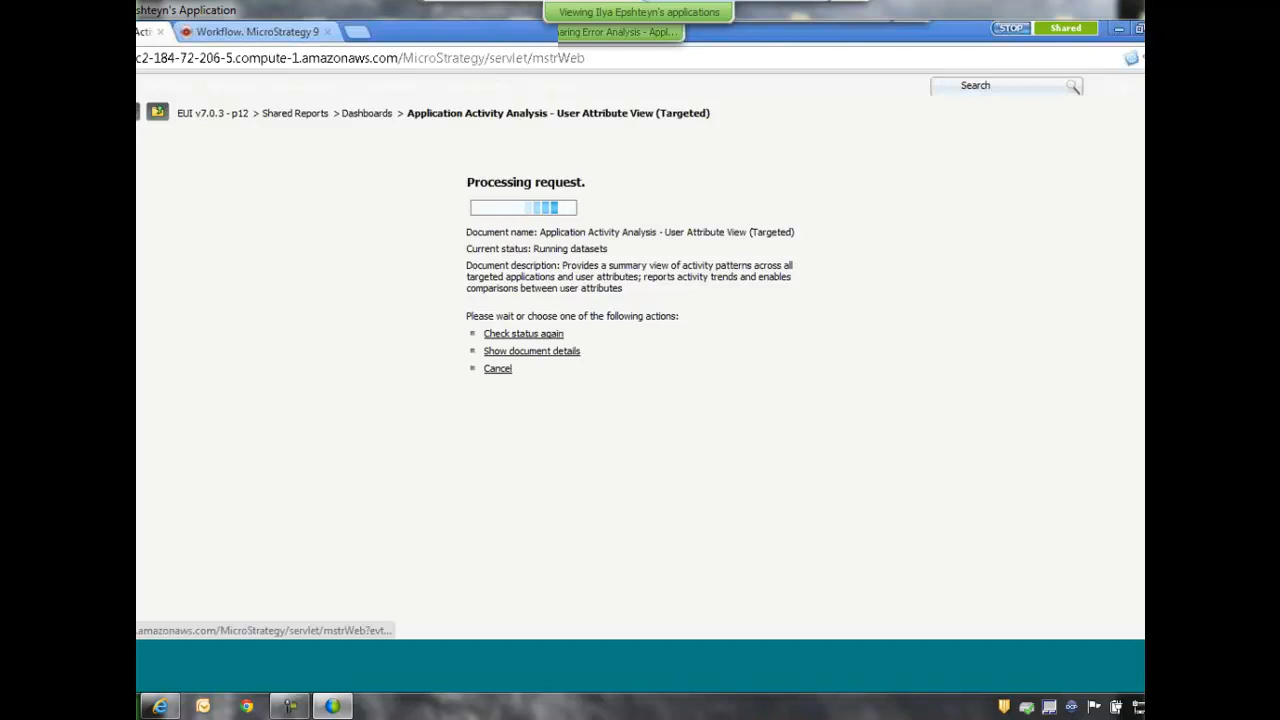 shteyn's Application
Viewing Ilya Epshteyn's applications
Acti
Workflow. MicroStrategy 9
aring Error Analysis - Appl...
STOP
Shared
c2-184-72-206-5.compute-1.amazonaws.com/MicroStrategy/servlet/mstrWeb
Search
EUI v7.0.3 - p12 > Shared Reports > Dashboards > Application Activity Analysis - User Attribute View (Targeted)
Processing request.
Document name: Application Activity Analysis - User Attribute View (Targeted)
Current status: Running datasets
Document description: Provides a summary view of activity patterns across all
targeted applications and user attributes; reports activity trends and enables
comparisons between user attributes
Please wait or choose one of the following actions:
Check status again
Show document details
Cancel
.amazonaws.com/MicroStrategy/servlet/mstrWeb?evt...